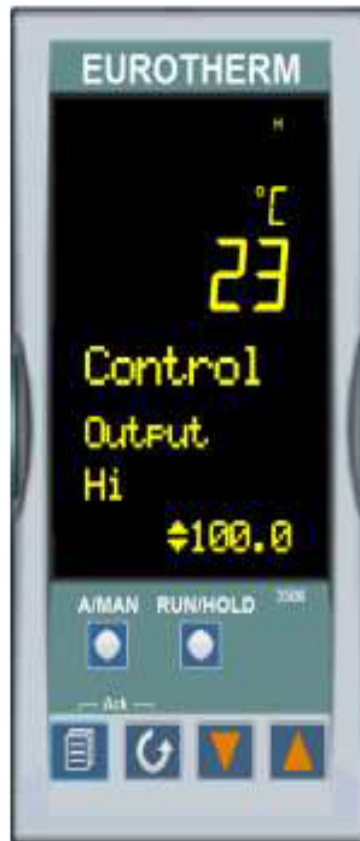 EUROTHERM
H
°C
23
Control
Output
Hi
100.0
A/MAN RUN/HOLD
Ack